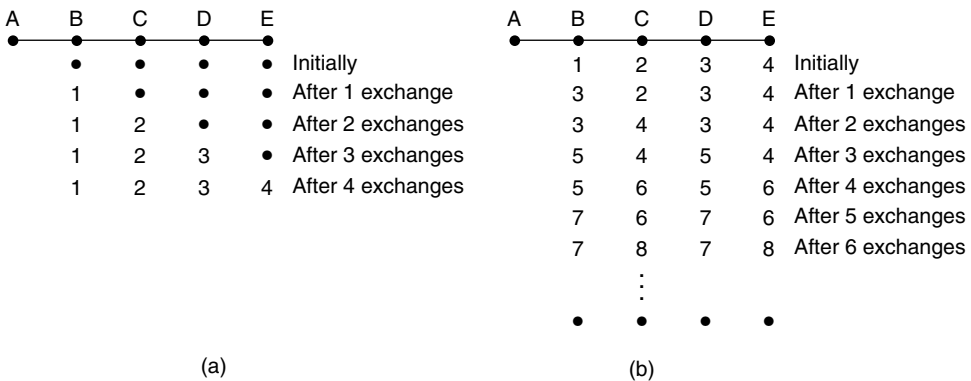 A B C D E
• • • • Initially
1 • • • After 1 exchange
1 2 • • After 2 exchanges
1 2 3 • After 3 exchanges
1 2 3 4 After 4 exchanges
(a)
A B C D E
1 2 3 4 Initially
3 2 3 4 After 1 exchange
3 4 3 4 After 2 exchanges
5 4 5 4 After 3 exchanges
5 6 5 6 After 4 exchanges
7 6 7 6 After 5 exchanges
7 8 7 8 After 6 exchanges
⋮
• • • •
(b)